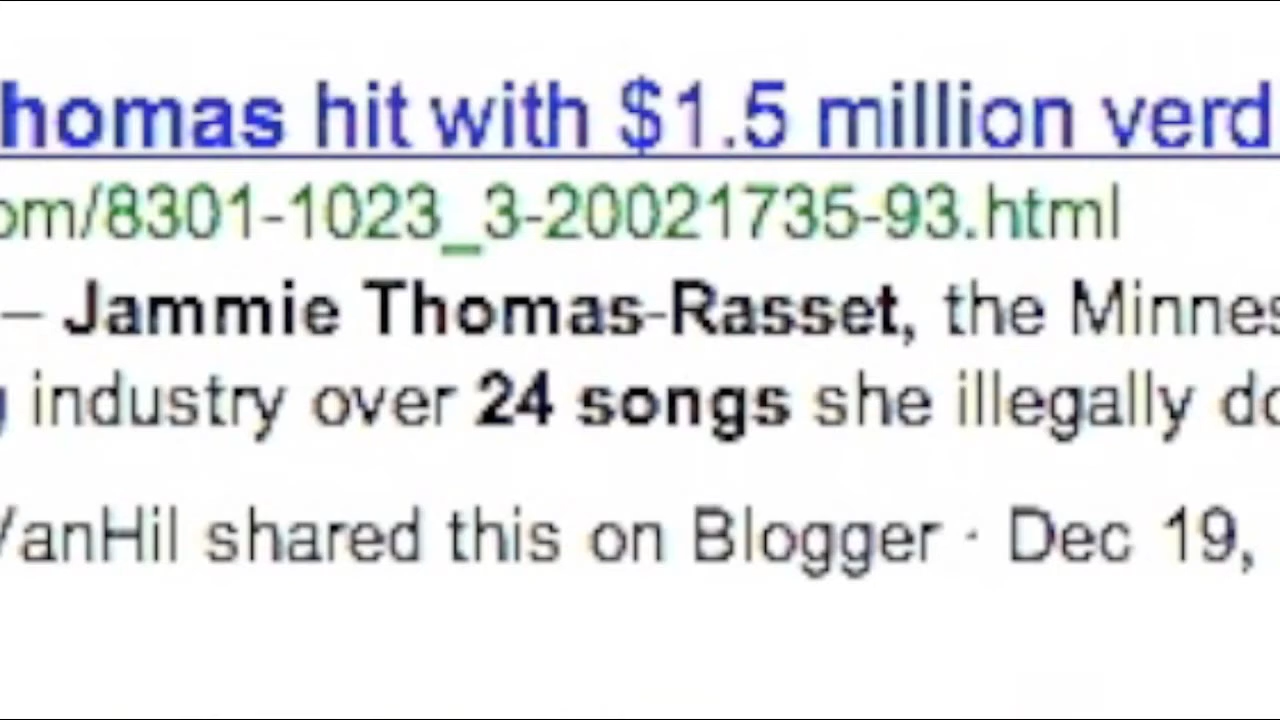 homas hit with $1.5 million verd
om/8301-1023_3-20021735-93.html
– Jammie Thomas-Rasset, the Minnes
g industry over 24 songs she illegally do
VanHil shared this on Blogger · Dec 19,